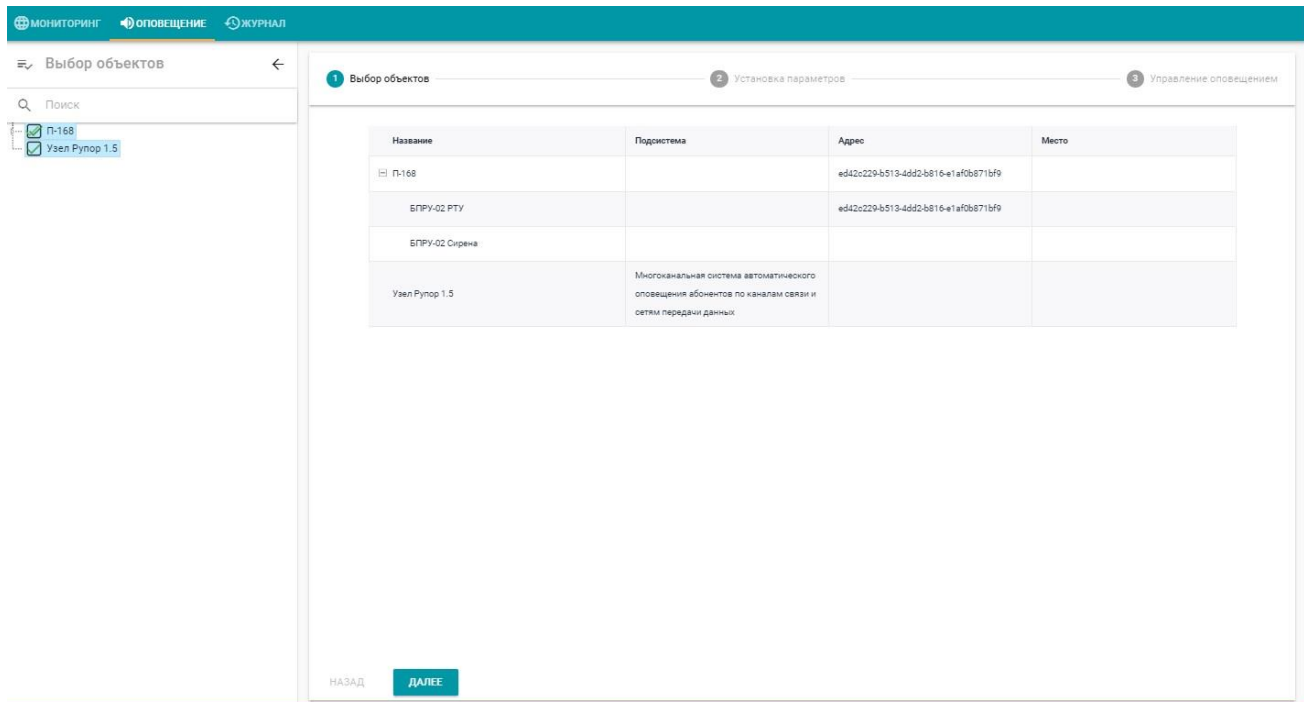 МОНИТОРИНГ ОПОВЕЩЕНИЕ ЖУРНАЛ
Выбор объектов
Поиск
П-168
Узел Рупор 1.5
1 Выбор объектов 2 Установка параметров 3 Управление оповещением
Название Подсистема Адрес Место
П-168 ed42c229-b513-4dd2-b816-e1af0b871bf9
БПРУ-02 РТУ ed42c229-b513-4dd2-b816-e1af0b871bf9
БПРУ-02 Сирена
Узел Рупор 1.5
Многоканальная система автоматического
оповещения абонентов по каналам связи и
сетям передачи данных
НАЗАД ДАЛЕЕ